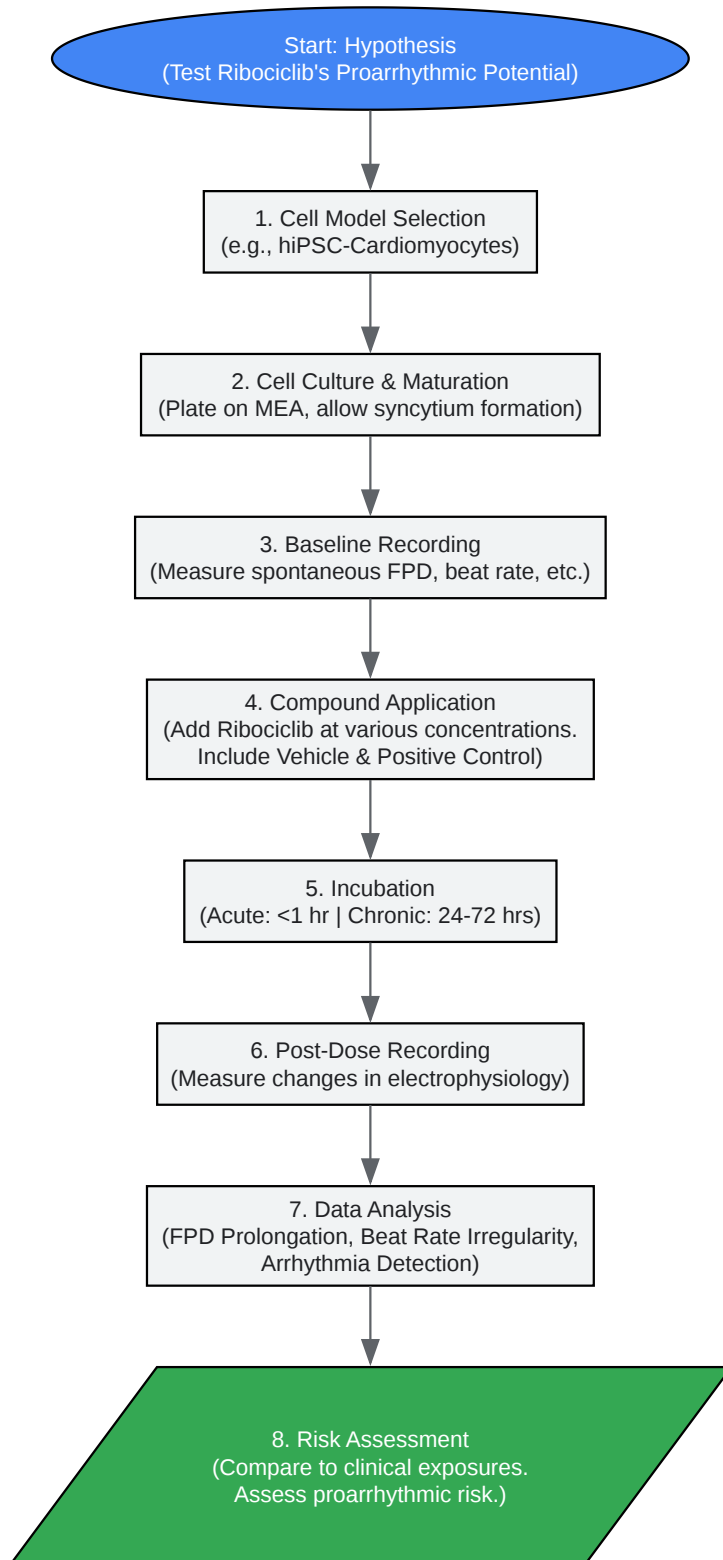 Start: Hypothesis
(Test Ribociclib's Proarrhythmic Potential)
1. Cell Model Selection
(e.g., hiPSC-Cardiomyocytes)
2. Cell Culture & Maturation
(Plate on MEA, allow syncytium formation)
3. Baseline Recording
(Measure spontaneous FPD, beat rate, etc.)
4. Compound Application
(Add Ribociclib at various concentrations.
Include Vehicle & Positive Control)
5. Incubation
(Acute: <1 hr | Chronic: 24-72 hrs)
6. Post-Dose Recording
(Measure changes in electrophysiology)
7. Data Analysis
(FPD Prolongation, Beat Rate Irregularity,
Arrhythmia Detection)
8. Risk Assessment
(Compare to clinical exposures.
Assess proarrhythmic risk.)